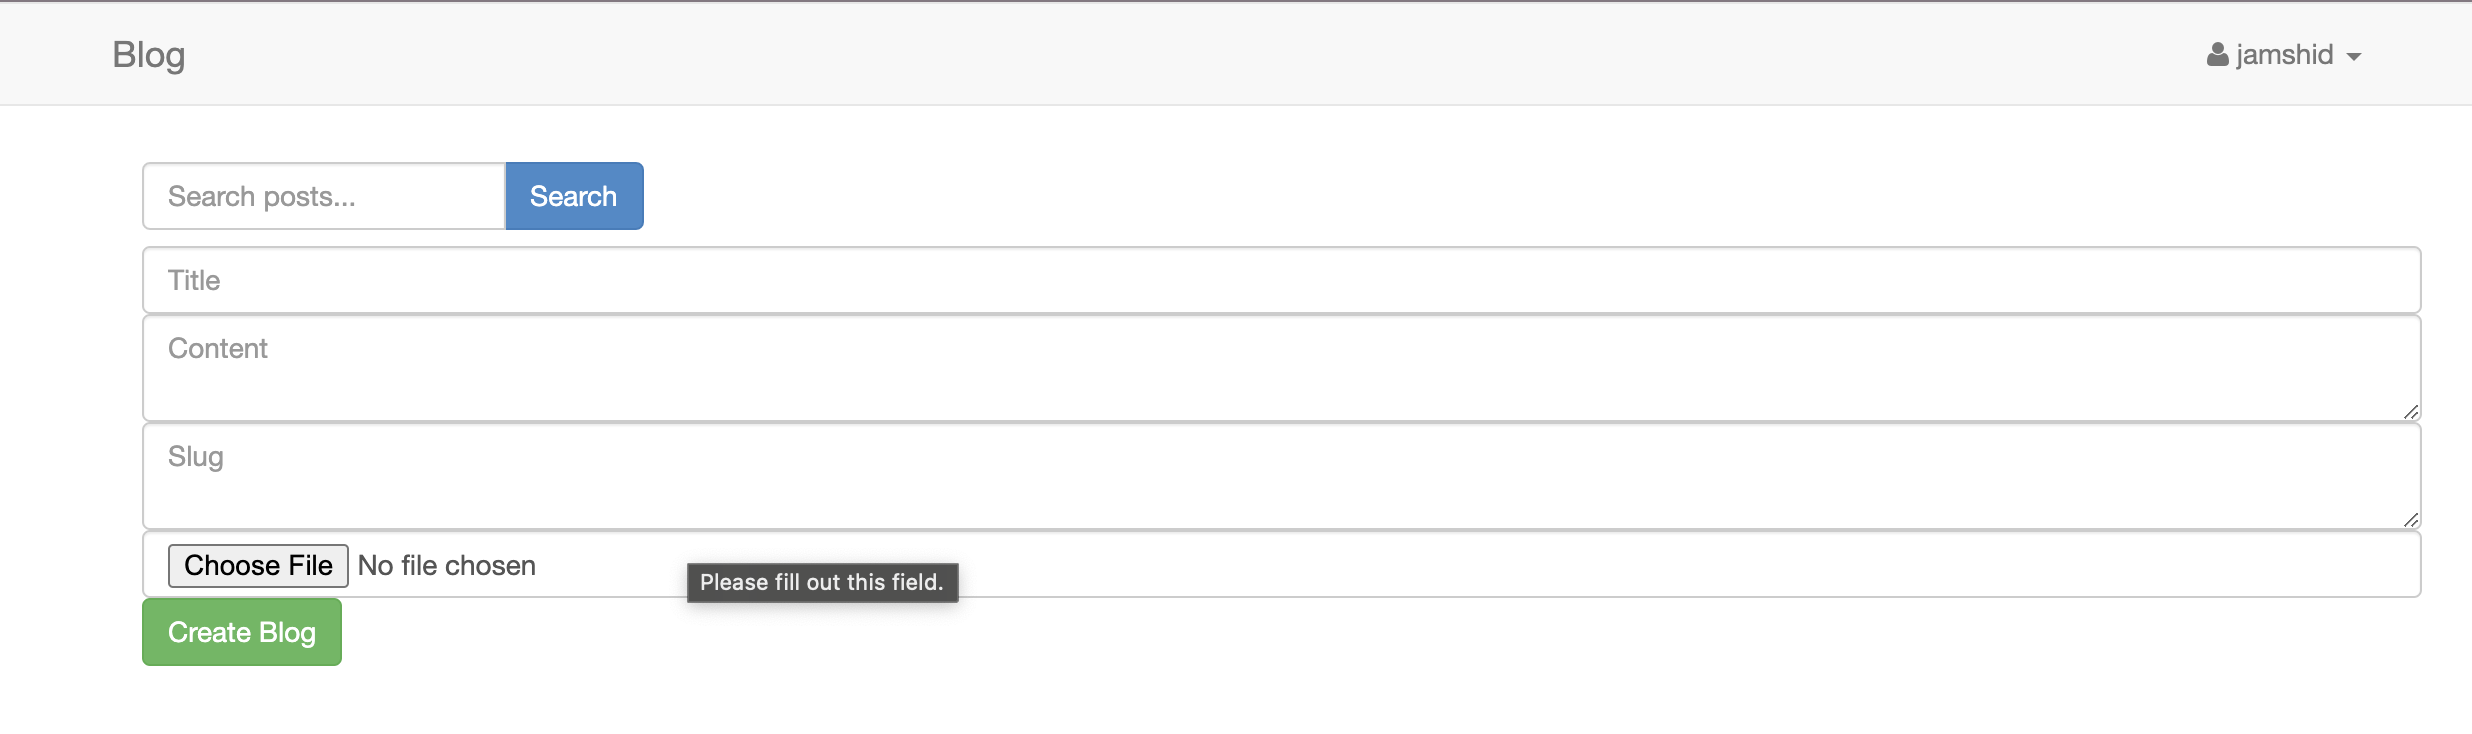 Blog
jamshid
Search posts...
Search
Title
Content
Slug
Choose File No file chosen
Please fill out this field.
Create Blog